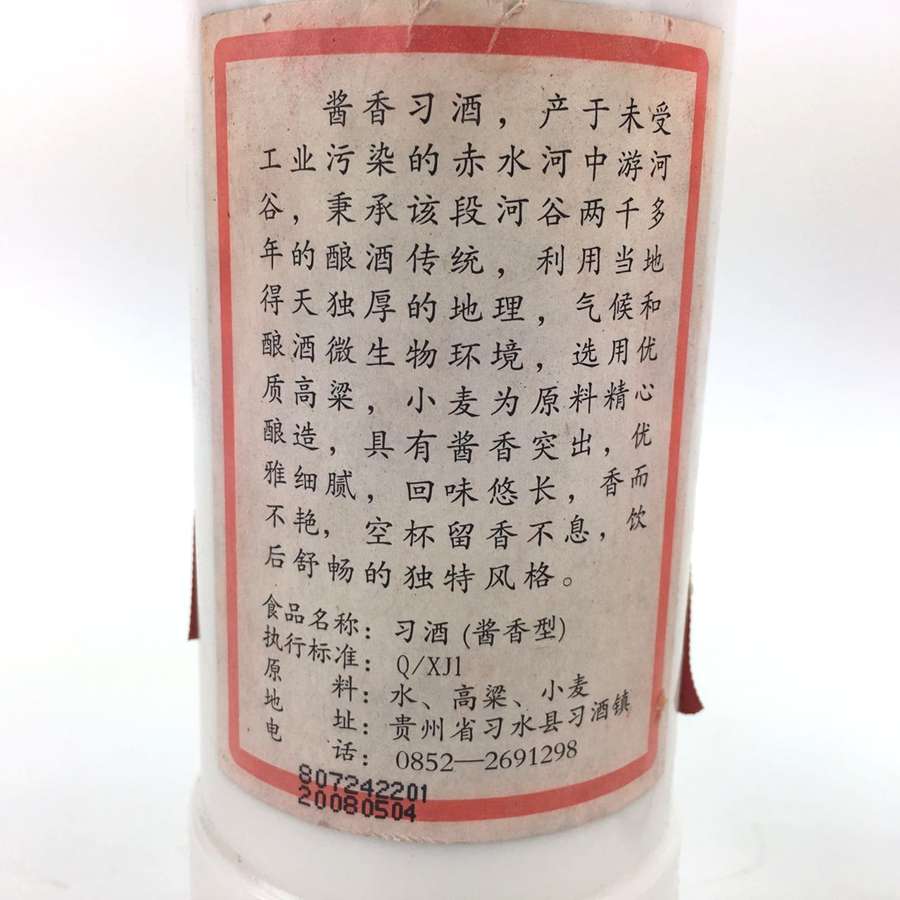 酱香习酒，产于未受
工业污染的赤水河中游河
谷，秉承该段河谷两千多
年的酿酒传统，利用当地
得天独厚的地理，气候和
酿酒微生物环境，选用优
质高粱，小麦为原料精心
酿造，具有酱香突出，优
雅细腻，回味悠长，香而
不艳，空杯留香不息，饮
后舒畅的独特风格。
食品名称：习酒(酱香型)
执行标准：Q/XJ1
原料：水、高粱、小麦
地址：贵州省习水县习酒镇
电话：0852—2691298
807242201
20080504